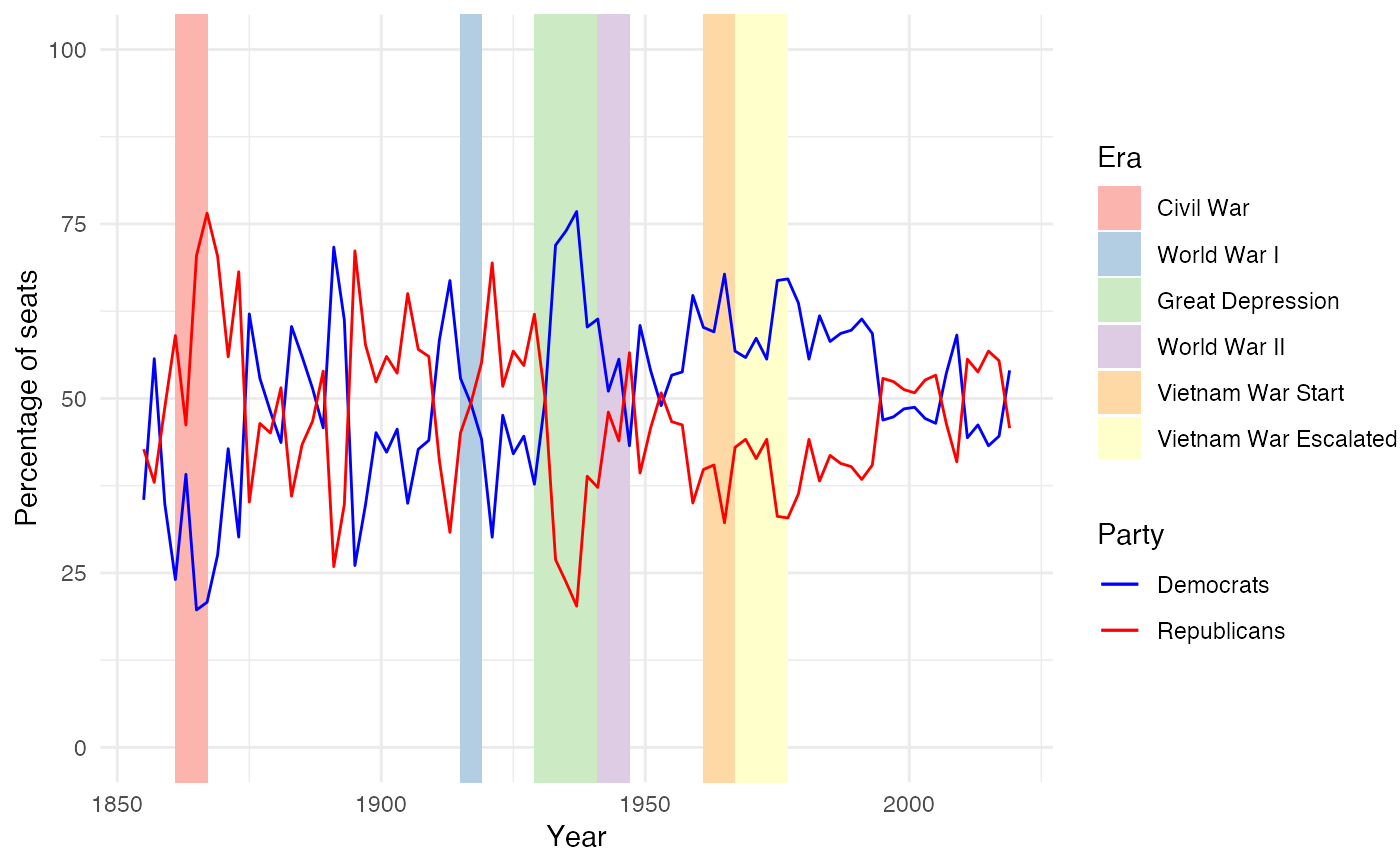 100
75
50
25
0
Percentage of seats
1850
1900
1950
2000
Year
Era
Civil War
World War I
Great Depression
World War II
Vietnam War Start
Vietnam War Escalated
Party
Democrats
Republicans